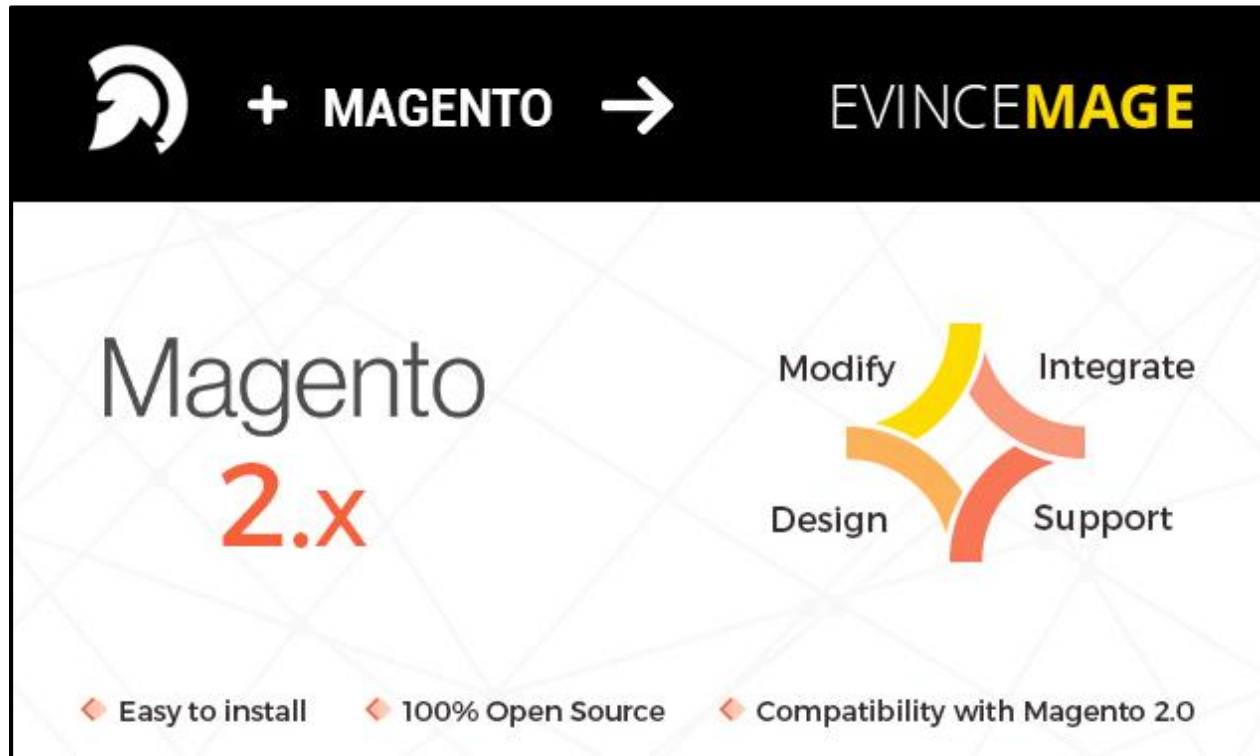 + MAGENTO → EVINCEMAGE
Magento
2.x
Modify
Integrate
Design
Support
Easy to install
100% Open Source
Compatibility with Magento 2.0